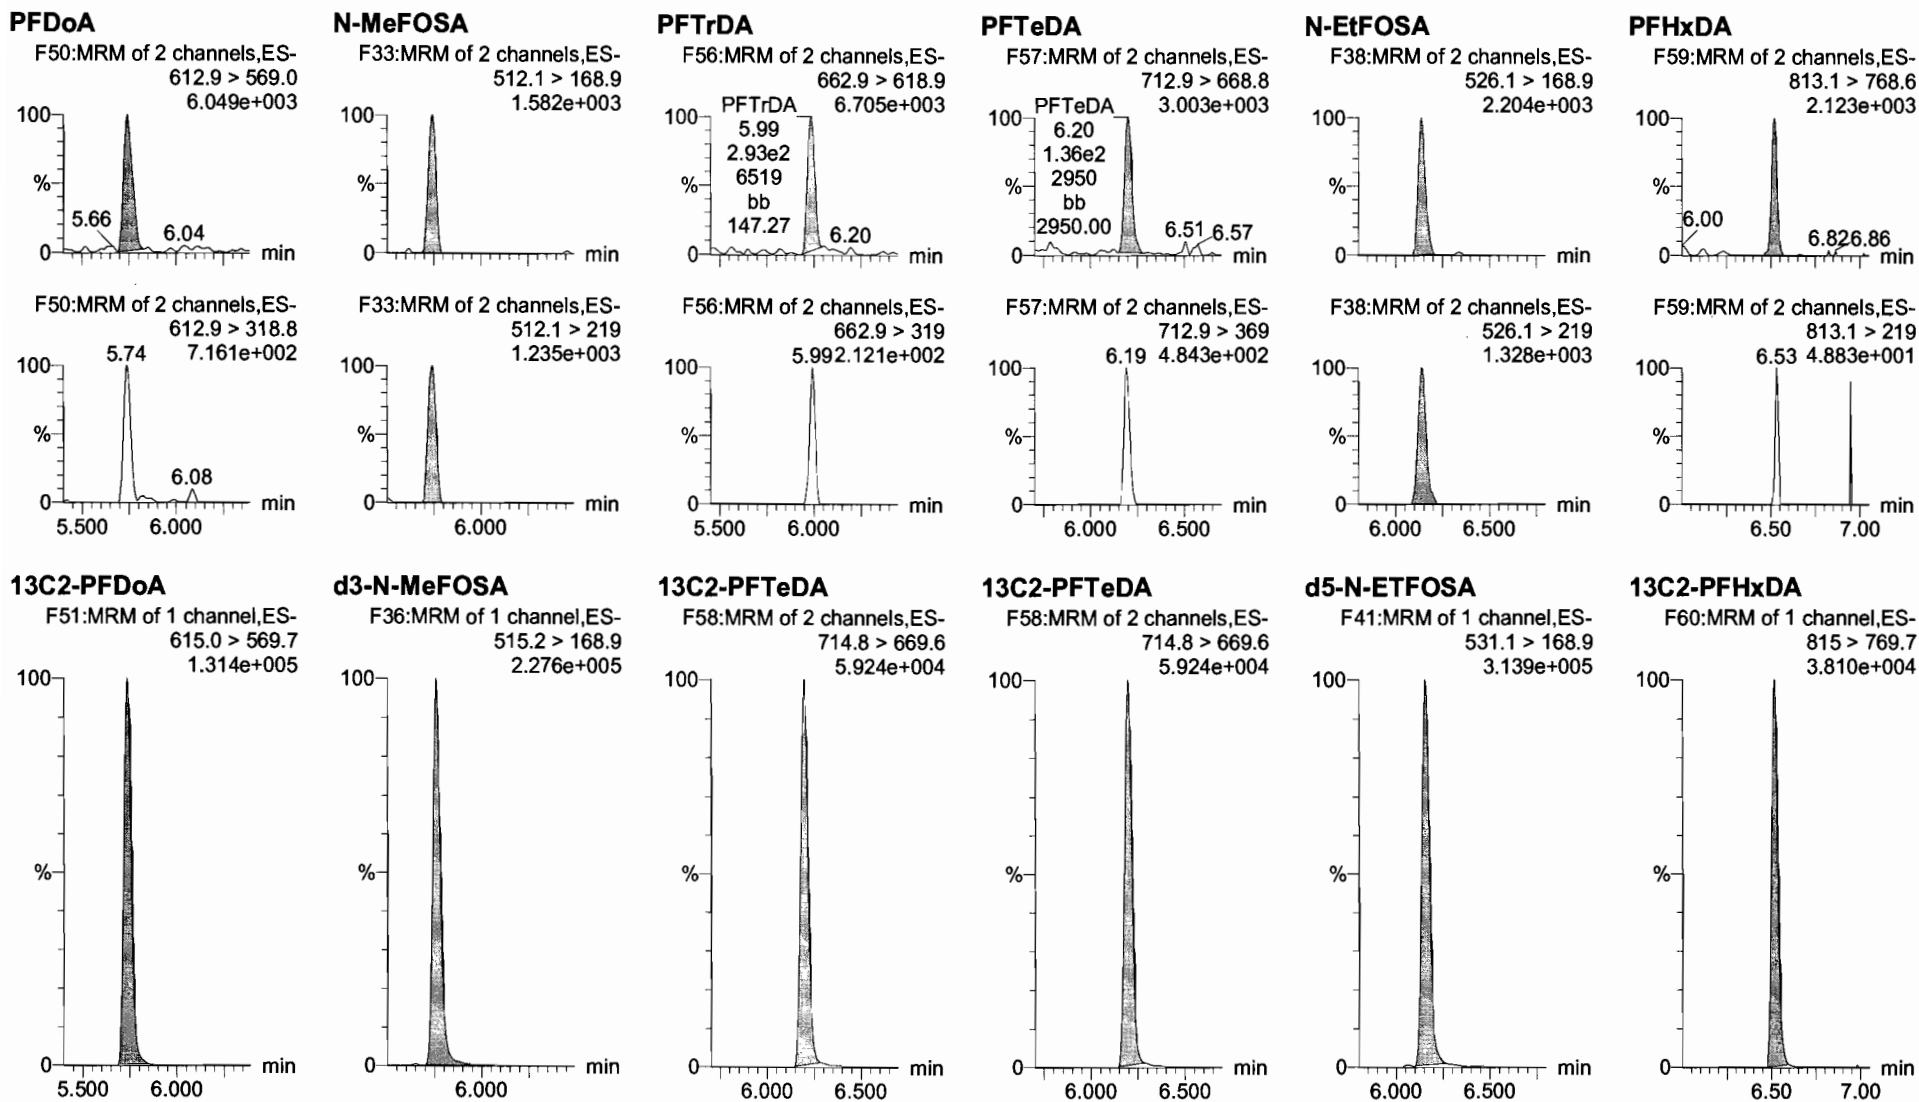 PFDoA
F50:MRM of 2 channels,ES-
612.9 > 569.0
6.049e+003
100
%
5.66
6.04
0
min
F50:MRM of 2 channels,ES-
612.9 > 318.8
5.74 7.161e+002
100
%
6.08
0
min
5.500 6.000
N-MeFOSA
F33:MRM of 2 channels,ES-
512.1 > 168.9
1.582e+003
100
%
0
min
F33:MRM of 2 channels,ES-
512.1 > 219
1.235e+003
100
%
0
min
6.000
PFTrDA
F56:MRM of 2 channels,ES-
662.9 > 618.9
6.705e+003
PFTrDA
100
5.99
2.93e2
6519
%
bb
147.27
6.20
0
min
F56:MRM of 2 channels,ES-
662.9 > 319
5.992.121e+002
100
%
0
min
5.500 6.000
PFTeDA
F57:MRM of 2 channels,ES-
712.9 > 668.8
3.003e+003
PFTeDA
100
6.20
1.36e2
2950
%
bb
2950.00
6.51
6.57
0
min
F57:MRM of 2 channels,ES-
712.9 > 369
6.19 4.843e+002
100
%
0
min
6.000 6.500
N-EtFOSA
F38:MRM of 2 channels,ES-
526.1 > 168.9
2.204e+003
100
%
0
min
F38:MRM of 2 channels,ES-
526.1 > 219
1.328e+003
100
%
0
min
6.000 6.500
PFHxDA
F59:MRM of 2 channels,ES-
813.1 > 768.6
2.123e+003
100
%
6.00
6.826.86
0
min
F59:MRM of 2 channels,ES-
813.1 > 219
6.53 4.883e+001
100
%
0
min
6.50 7.00
13C2-PFDoA
F51:MRM of 1 channel,ES-
615.0 > 569.7
1.314e+005
100
%
0
min
5.500 6.000
d3-N-MeFOSA
F36:MRM of 1 channel,ES-
515.2 > 168.9
2.276e+005
100
%
0
min
6.000
13C2-PFTeDA
F58:MRM of 2 channels,ES-
714.8 > 669.6
5.924e+004
100
%
0
min
6.000 6.500
13C2-PFTeDA
F58:MRM of 2 channels,ES-
714.8 > 669.6
5.924e+004
100
%
0
min
6.000 6.500
d5-N-ETFOSA
F41:MRM of 1 channel,ES-
531.1 > 168.9
3.139e+005
100
%
0
min
6.000 6.500
13C2-PFHxDA
F60:MRM of 1 channel,ES-
815 > 769.7
3.810e+004
100
%
0
min
6.50 7.00